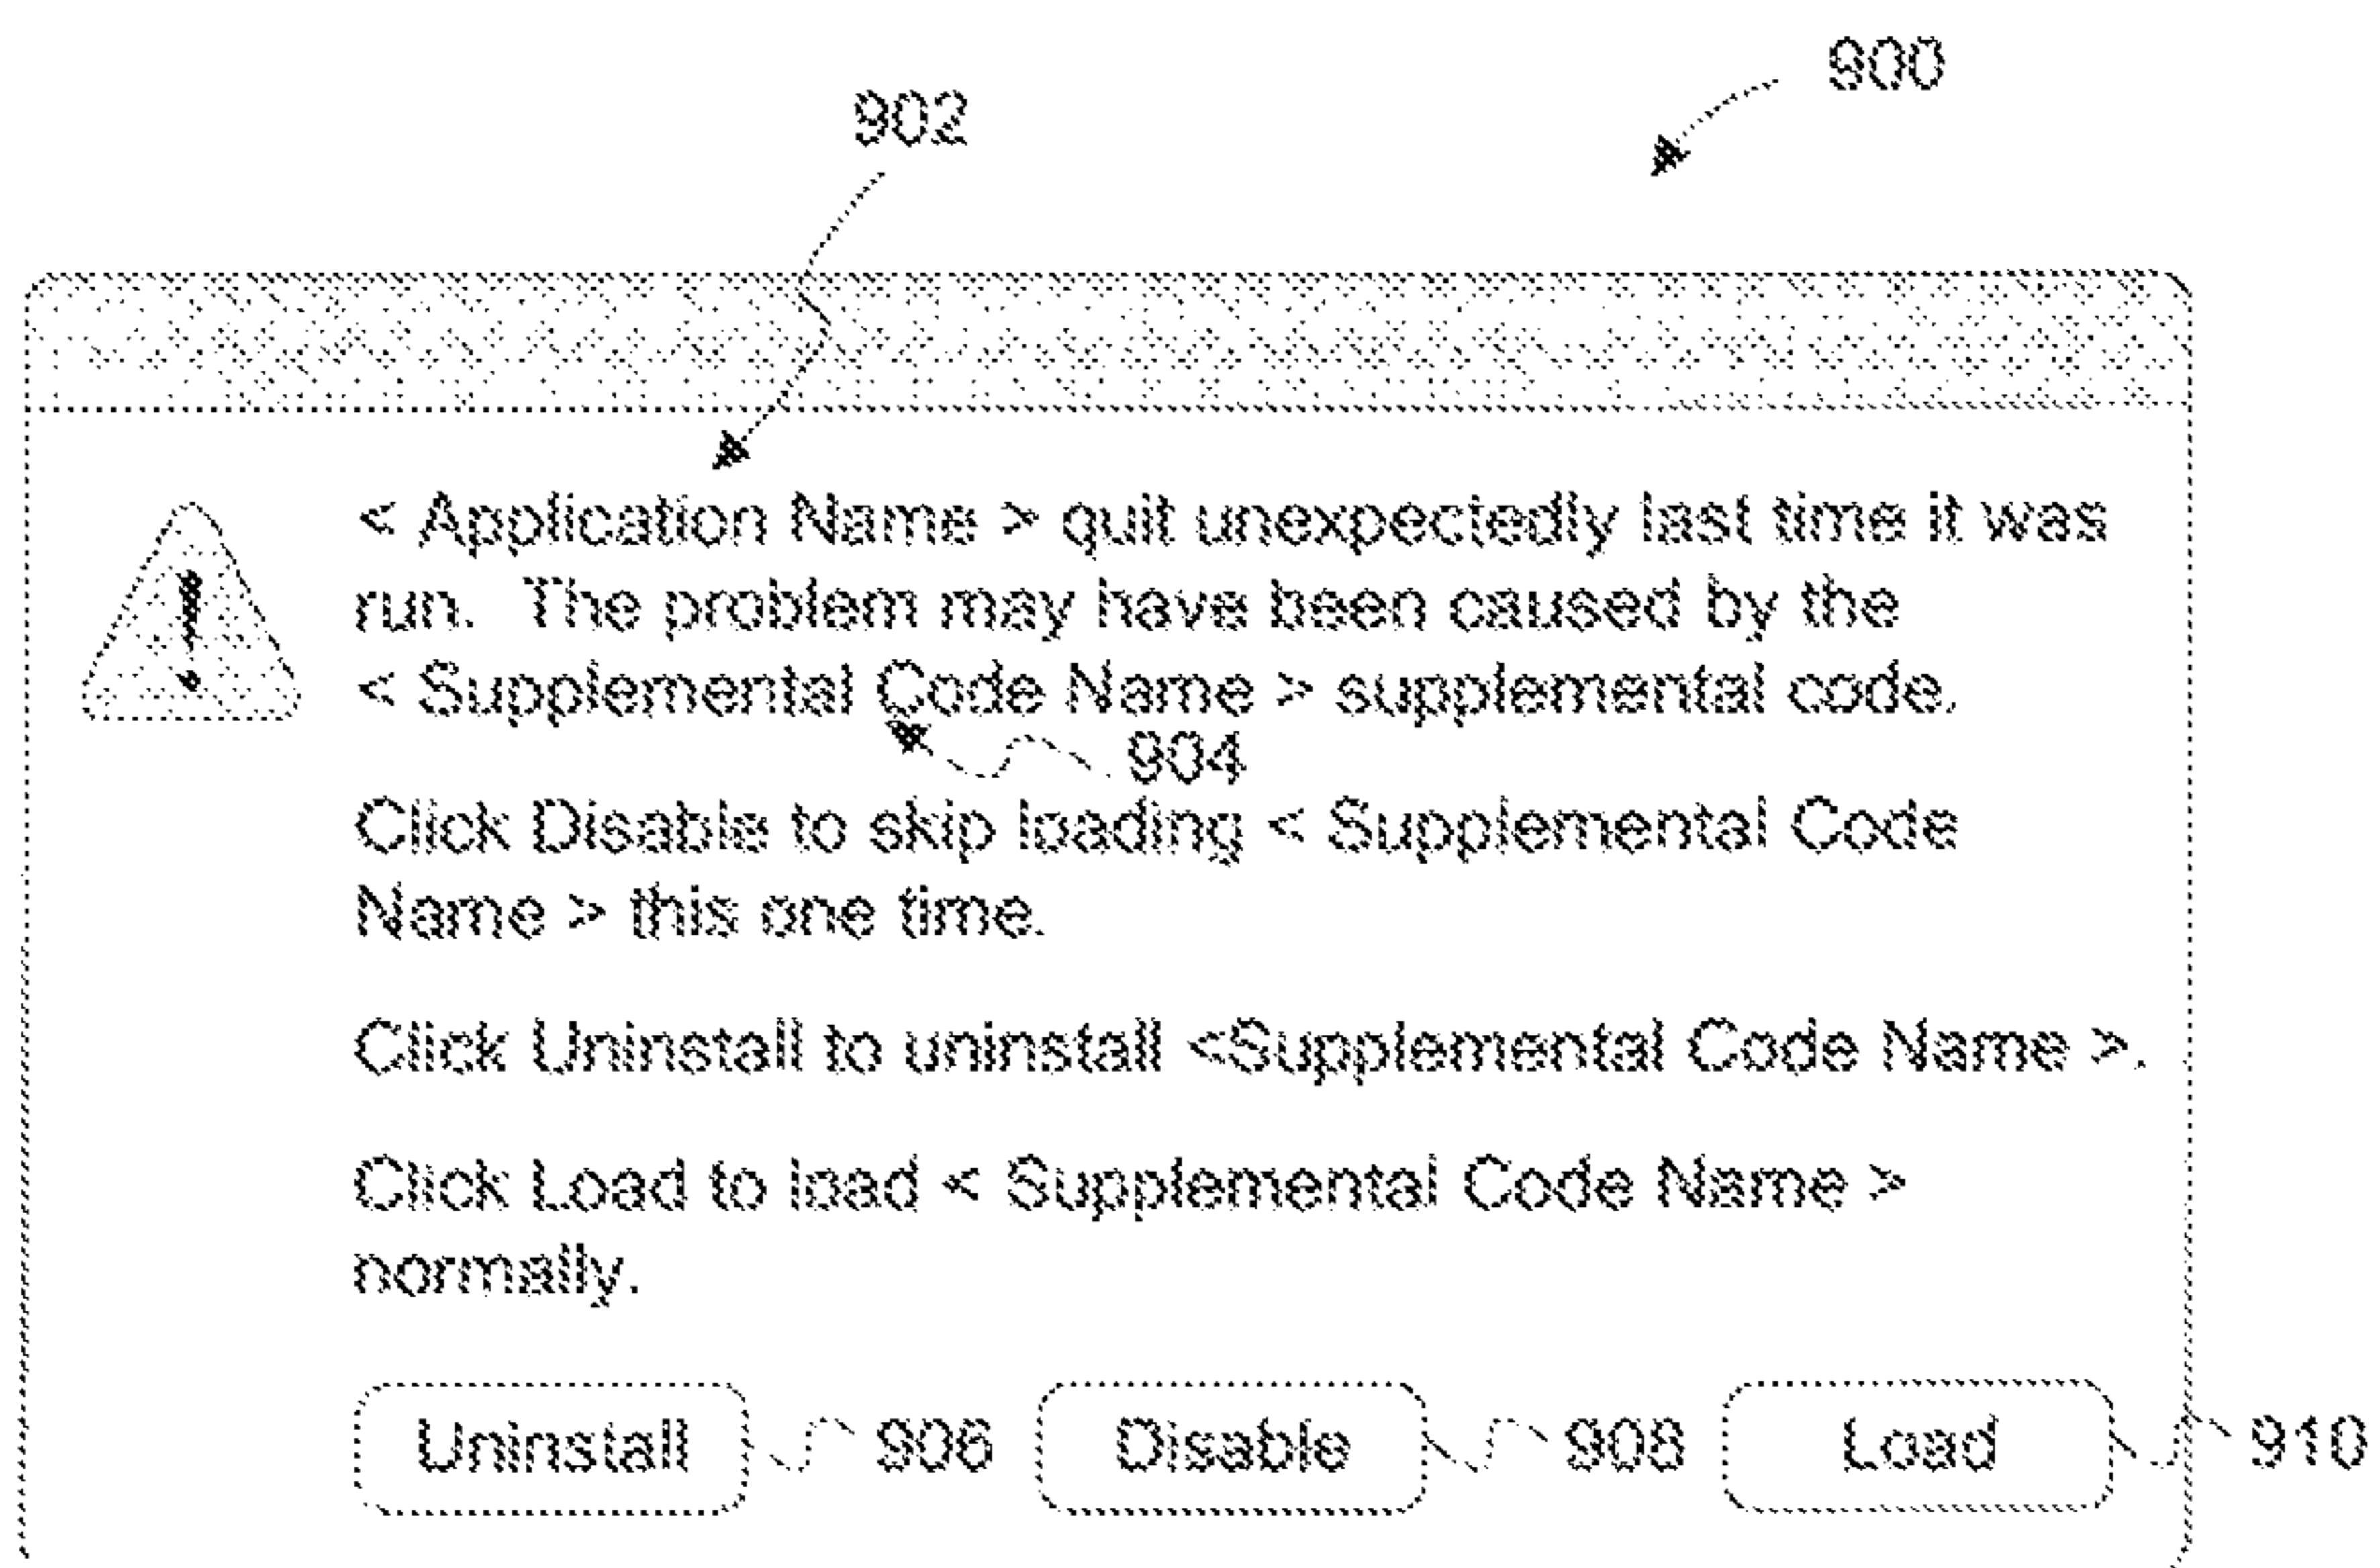 900
902
< Application Name > quit unexpectedly last time it was
run. The problem may have been caused by the
< Supplemental Code Name > supplemental code.
904
Click Disable to skip loading < Supplemental Code
Name > this one time.
Click Uninstall to uninstall <Supplemental Code Name >.
Click Load to load < Supplemental Code Name >
normally.
Uninstall 906 Disable 908 Load 910